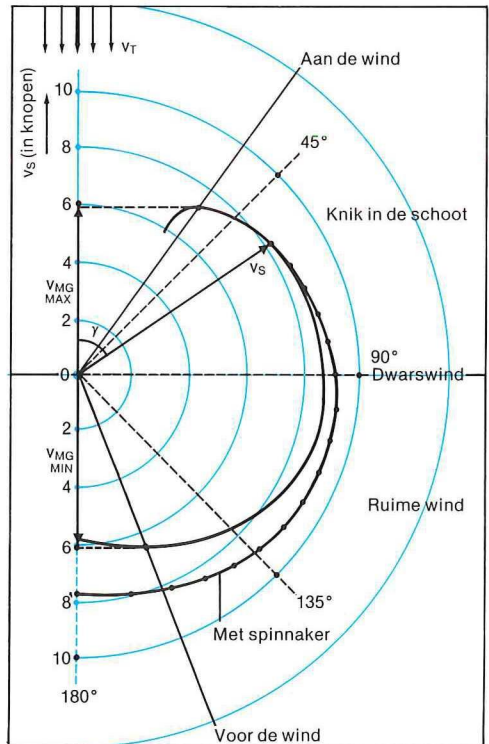 v_T
Aan de wind
10
v_S (in knopen)
8
45°
6
Knik in de schoot
4
v_MG
MAX
v_S
2
γ
90°
0
Dwarswind
2
v_MG
MIN
4
Ruime wind
6
8
135°
Met spinnaker
10
180°
Voor de wind